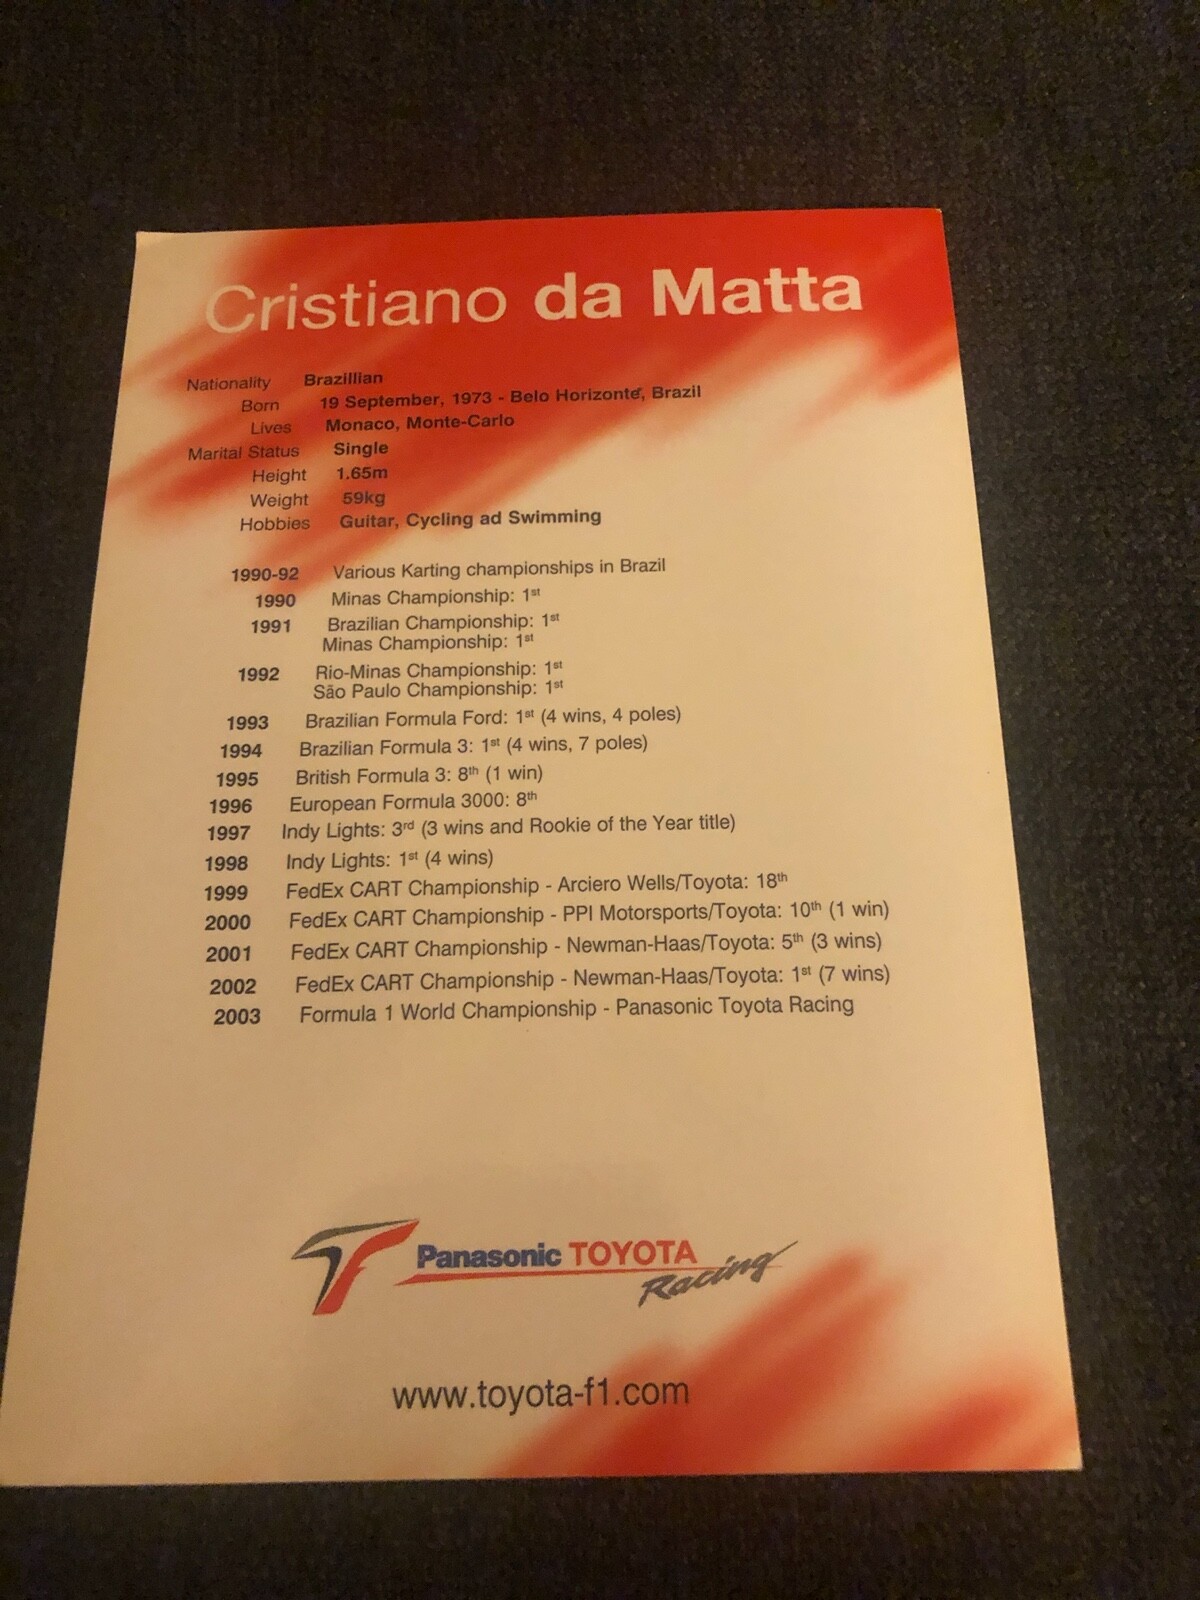 Cristiano da Matta
Nationality Brazillian
Born 19 September, 1973 - Belo Horizonte, Brazil
Lives Monaco, Monte-Carlo
Marital Status Single
Height 1.65m
Weight 59kg
Hobbies Guitar, Cycling ad Swimming
1990-92 Various Karting championships in Brazil
1990 Minas Championship: 1st
1991 Brazilian Championship: 1st
Minas Championship: 1st
1992 Rio-Minas Championship: 1st
São Paulo Championship: 1st
1993 Brazilian Formula Ford: 1st (4 wins, 4 poles)
1994 Brazilian Formula 3: 1st (4 wins, 7 poles)
1995 British Formula 3: 8th (1 win)
1996 European Formula 3000: 8th
1997 Indy Lights: 3rd (3 wins and Rookie of the Year title)
1998 Indy Lights: 1st (4 wins)
1999 FedEx CART Championship - Arciero Wells/Toyota: 18th
2000 FedEx CART Championship - PPI Motorsports/Toyota: 10th (1 win)
2001 FedEx CART Championship - Newman-Haas/Toyota: 5th (3 wins)
2002 FedEx CART Championship - Newman-Haas/Toyota: 1st (7 wins)
2003 Formula 1 World Championship - Panasonic Toyota Racing
Panasonic TOYOTA
Racing
www.toyota-f1.com